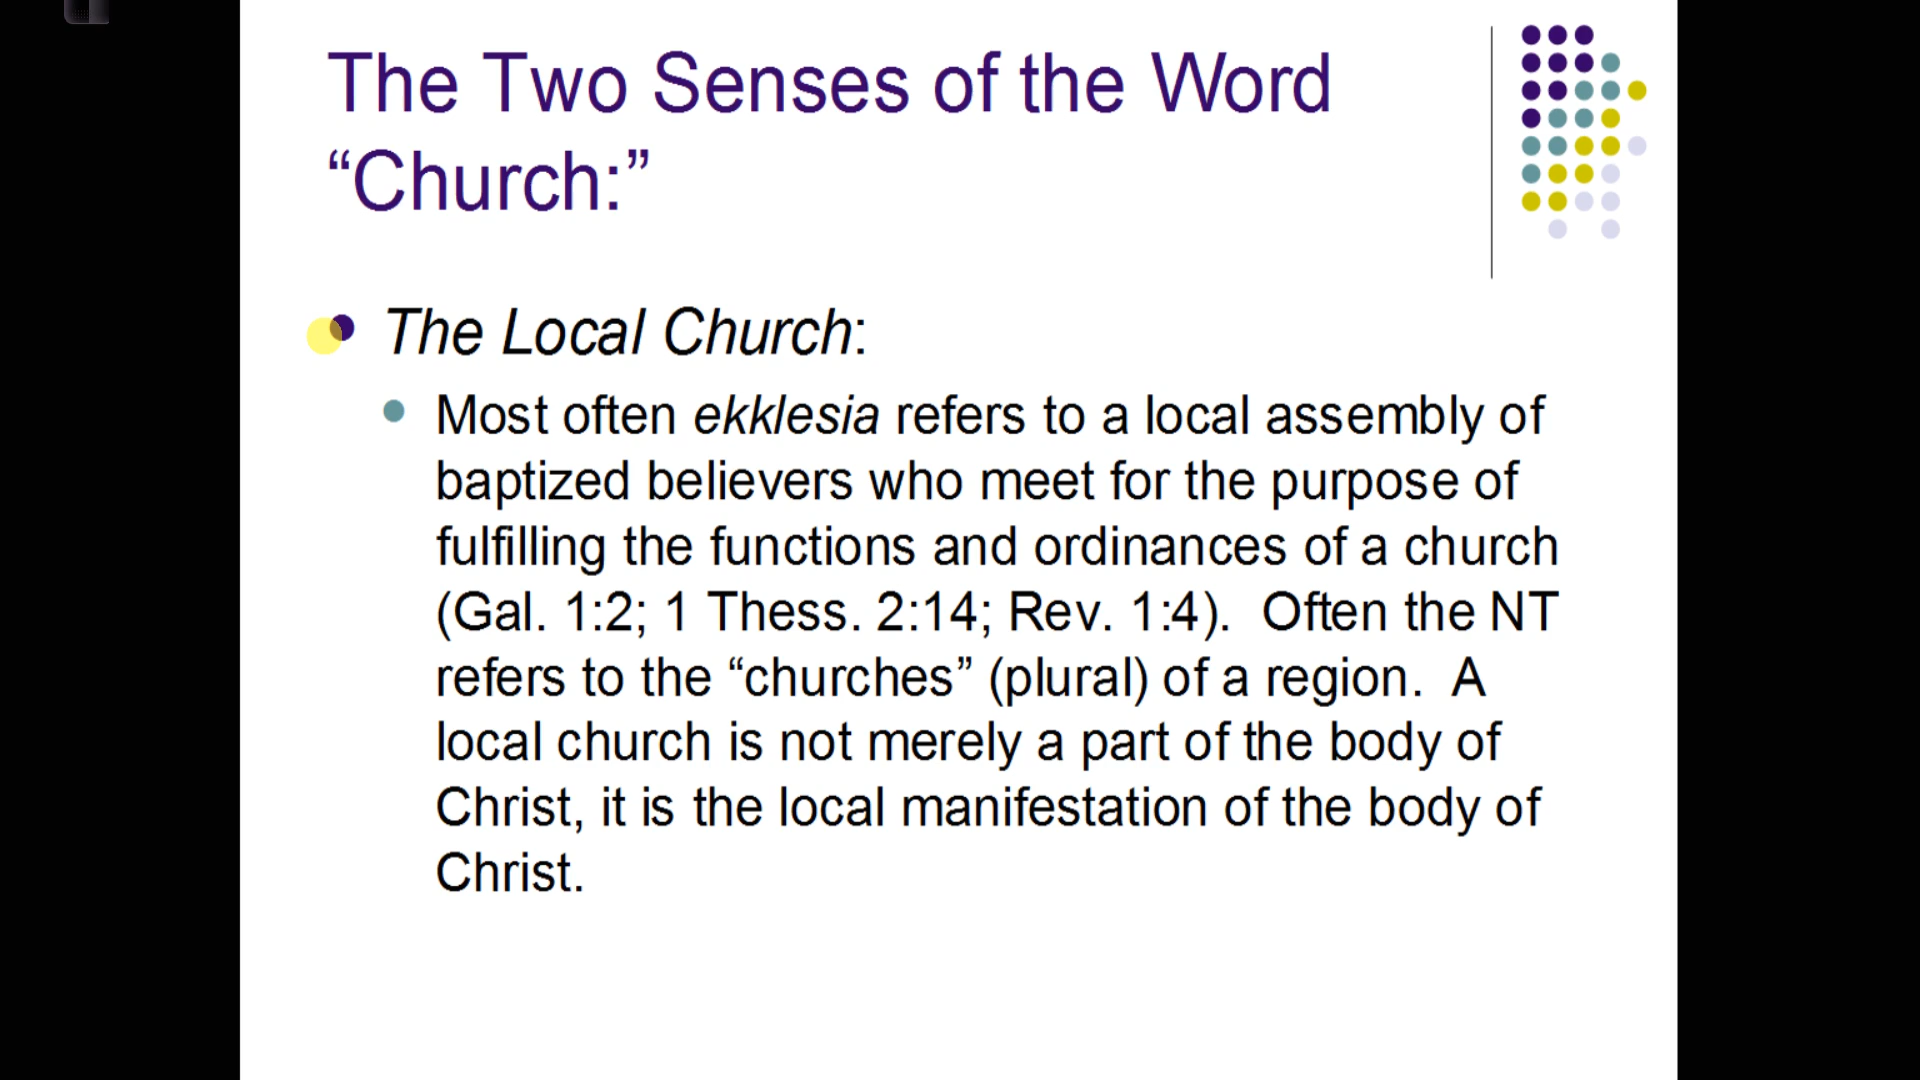 The Two Senses of the Word
“Church:”
The Local Church:
Most often ekklesia refers to a local assembly of
baptized believers who meet for the purpose of
fulfilling the functions and ordinances of a church
(Gal. 1:2; 1 Thess. 2:14; Rev. 1:4).  Often the NT
refers to the “churches” (plural) of a region.  A
local church is not merely a part of the body of
Christ, it is the local manifestation of the body of
Christ.